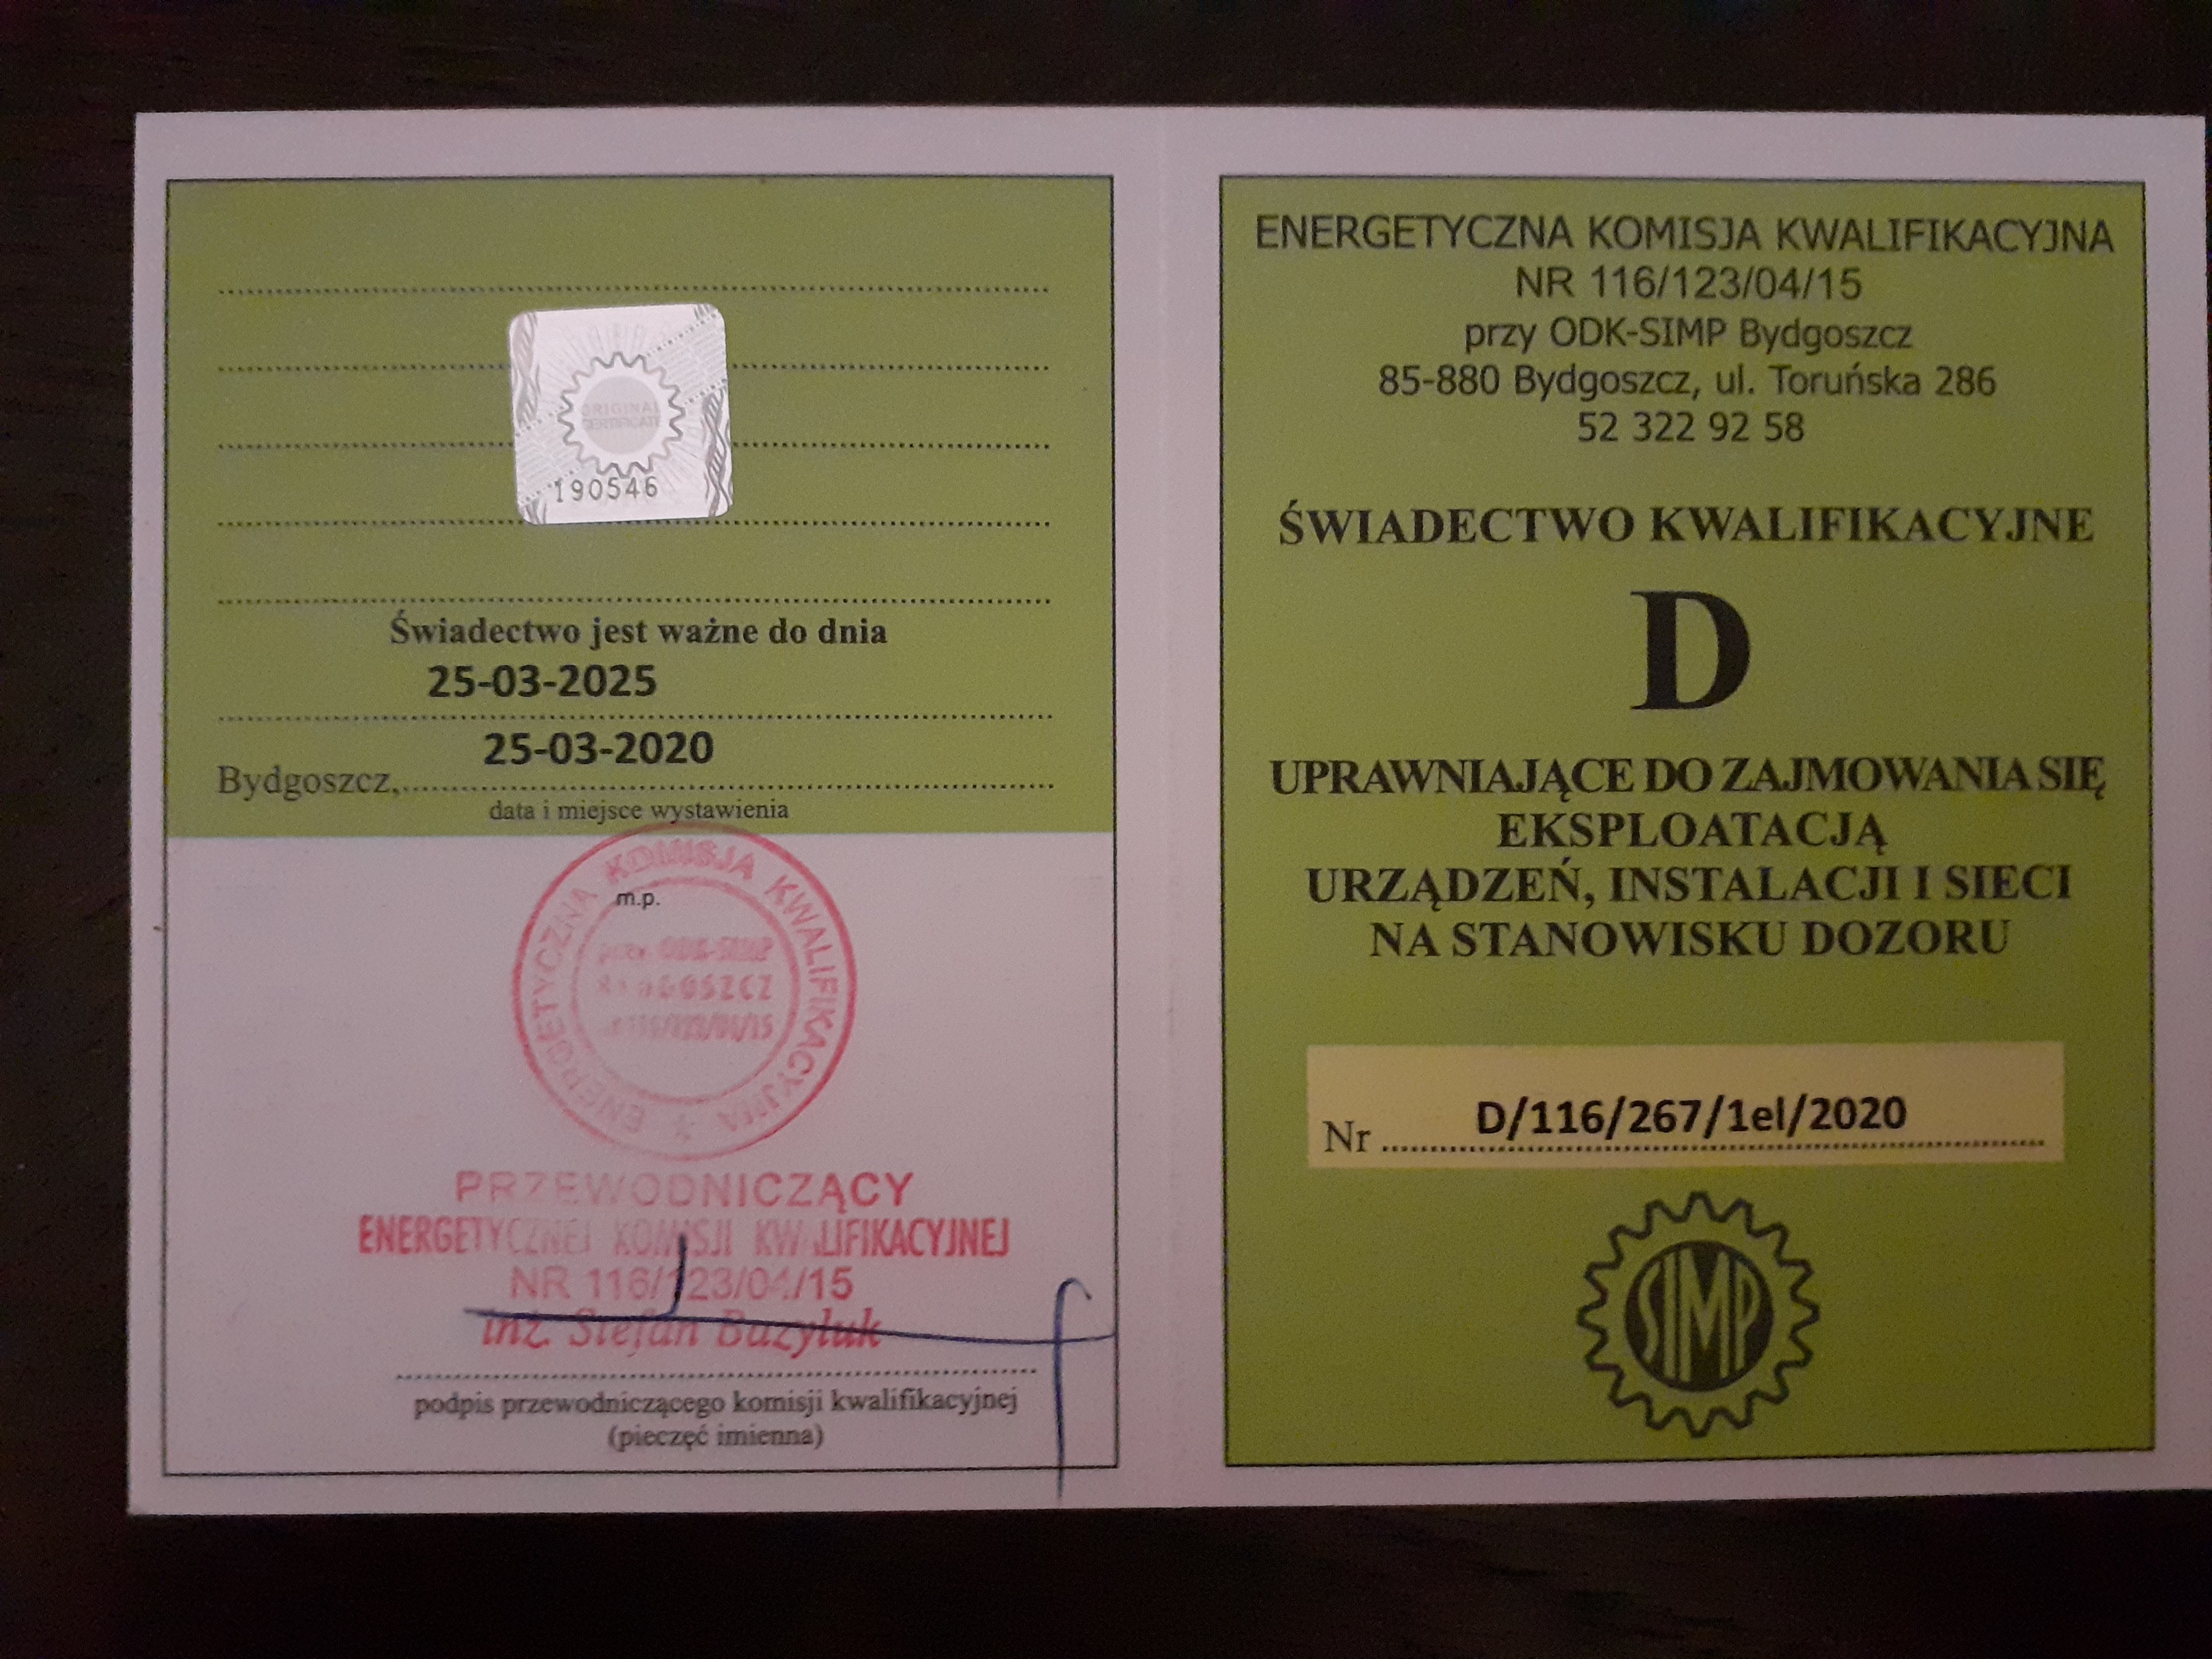 ORIGINAL
CERTIFICATE
190546
Świadectwo jest ważne do dnia
25-03-2025
25-03-2020
Bydgoszcz,
data i miejsce wystawienia
ENERGETYCZNA KOMISJA KWALIFIKACYJNA
m.p.
przy ODK-SIMP
BYDGOSZCZ
116/123/04/15
PRZEWODNICZĄCY
ENERGETYCZNEJ KOMISJI KWALIFIKACYJNEJ
NR 116/123/04/15
inż. Stefan Bazyluk
podpis przewodniczącego komisji kwalifikacyjnej
(pieczęć imienna)
ENERGETYCZNA KOMISJA KWALIFIKACYJNA
NR 116/123/04/15
przy ODK-SIMP Bydgoszcz
85-880 Bydgoszcz, ul. Toruńska 286
52 322 92 58
ŚWIADECTWO KWALIFIKACYJNE
D
UPRAWNIAJĄCE DO ZAJMOWANIA SIĘ
EKSPLOATACJĄ
URZĄDZEŃ, INSTALACJI I SIECI
NA STANOWISKU DOZORU
Nr D/116/267/1el/2020
SIMP